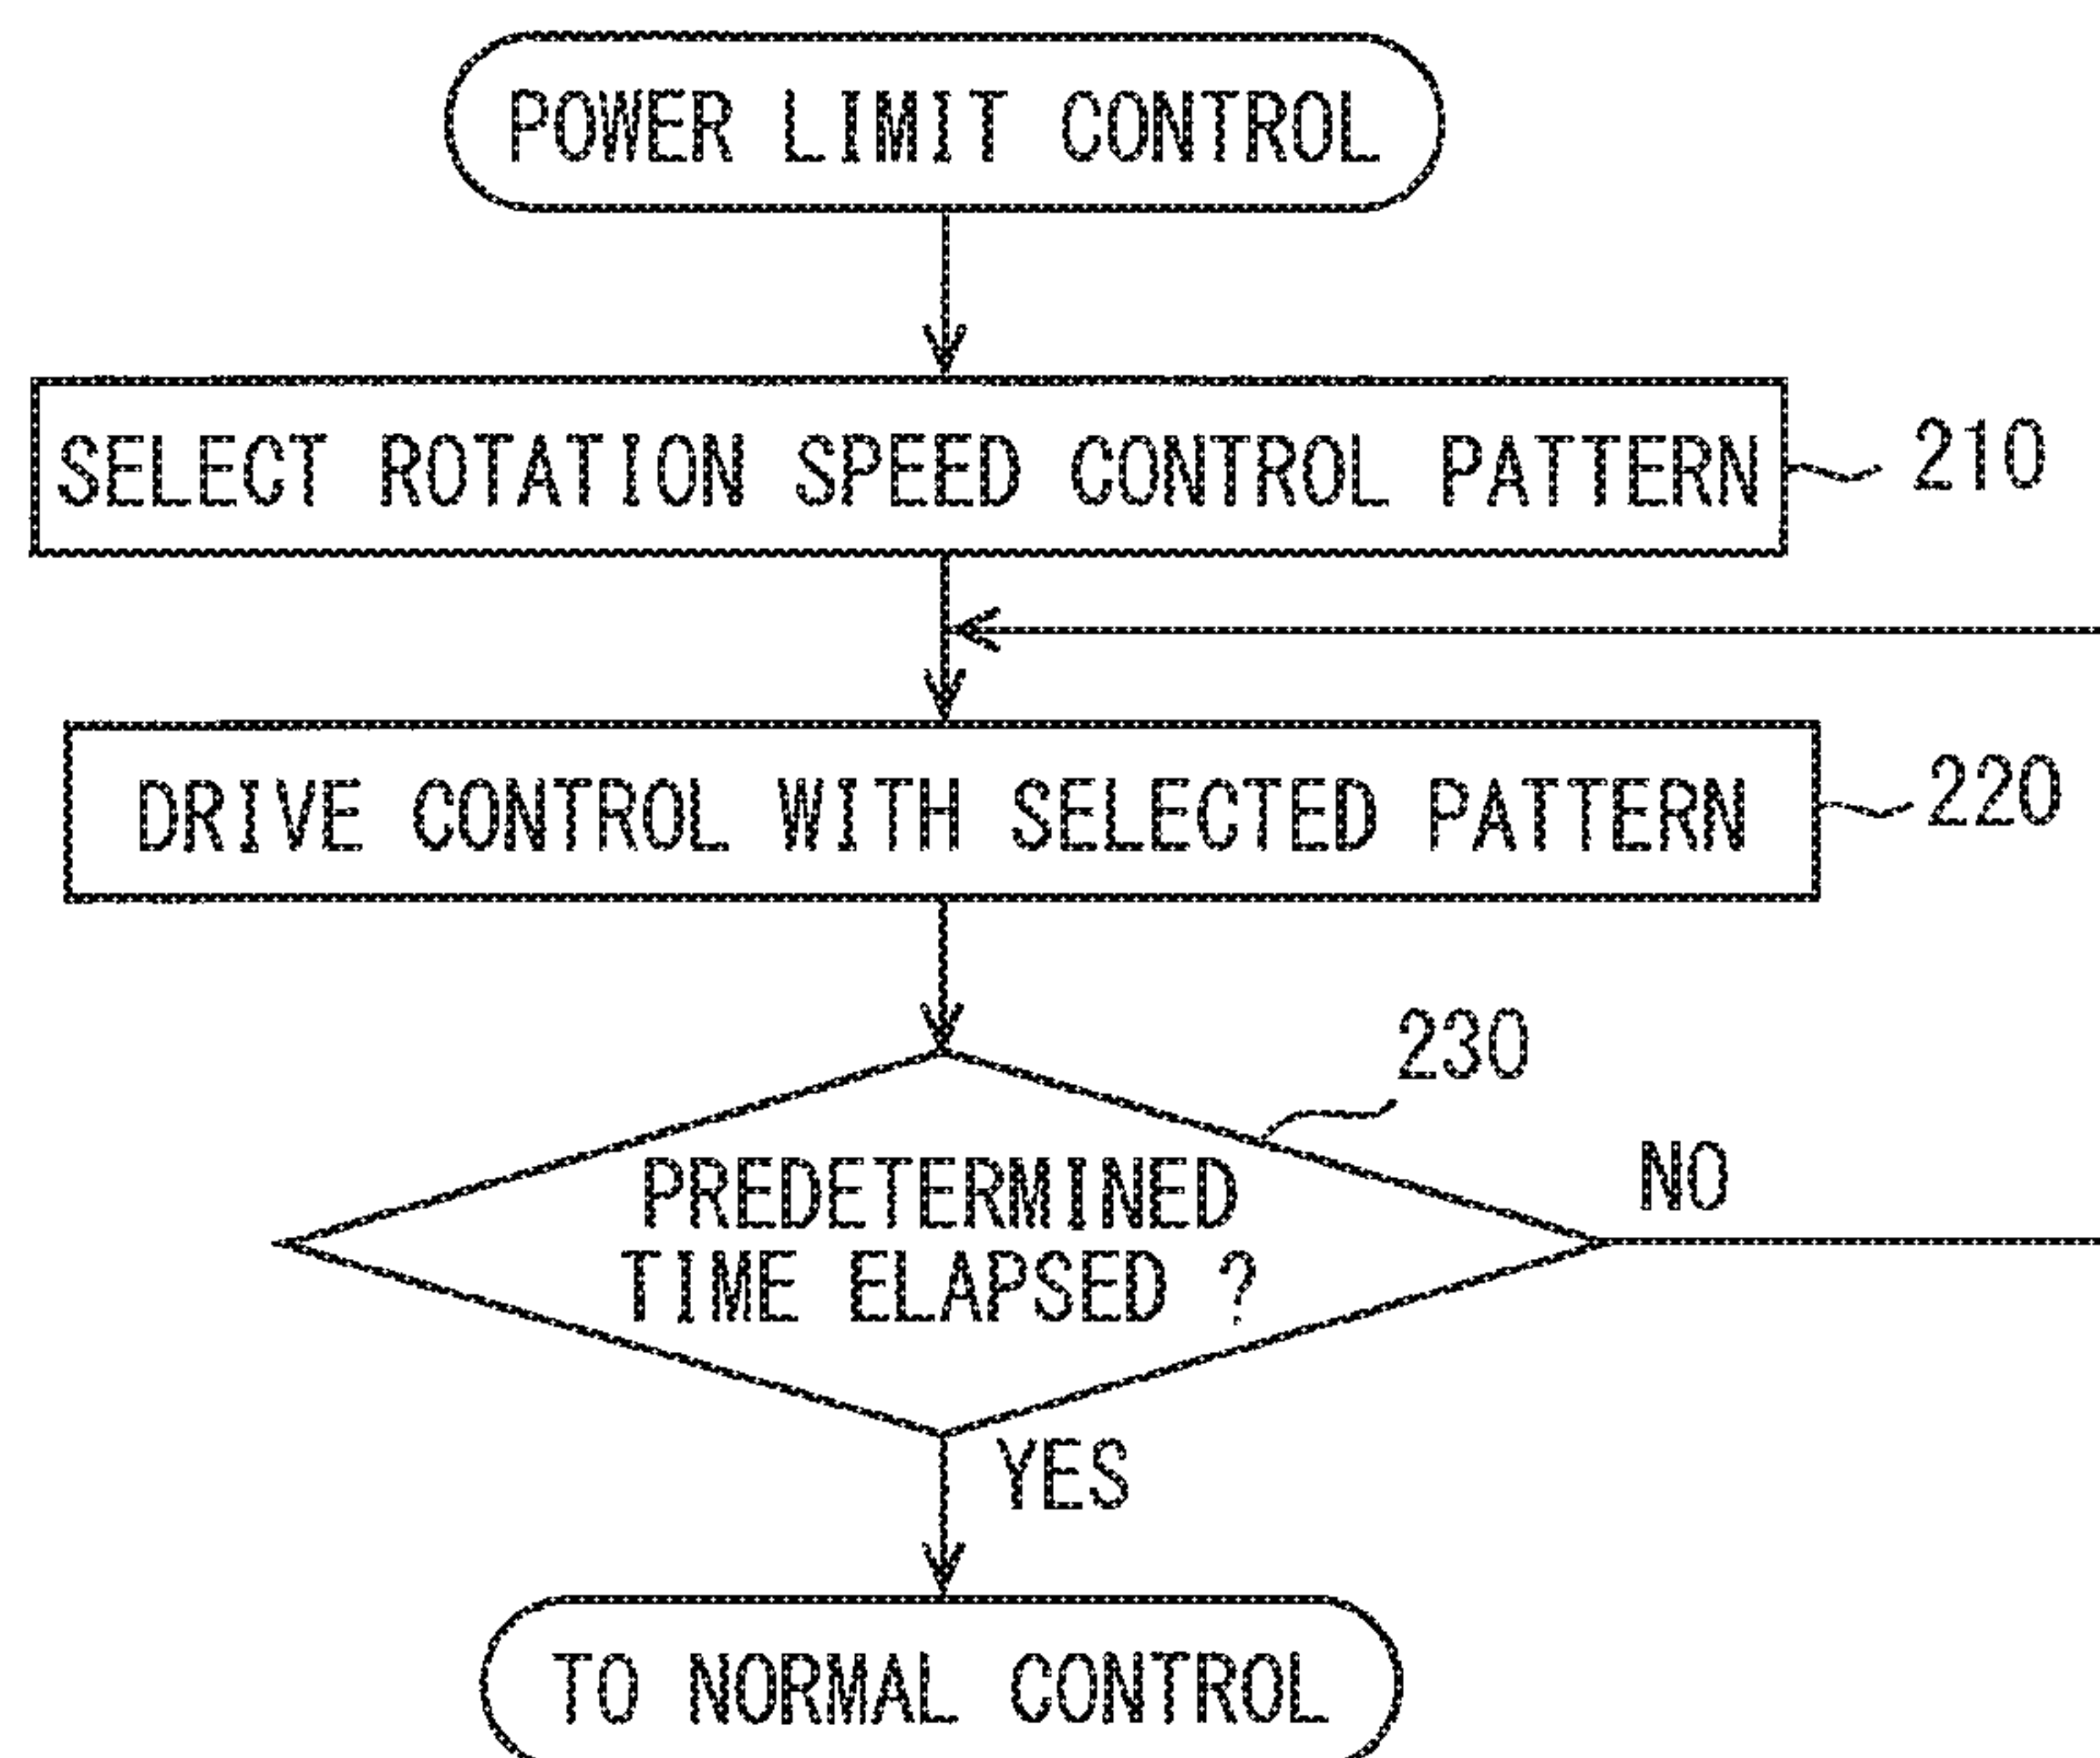 POWER LIMIT CONTROL
SELECT ROTATION SPEED CONTROL PATTERN
210
DRIVE CONTROL WITH SELECTED PATTERN
220
230
PREDETERMINED
TIME ELAPSED ?
NO
YES
TO NORMAL CONTROL